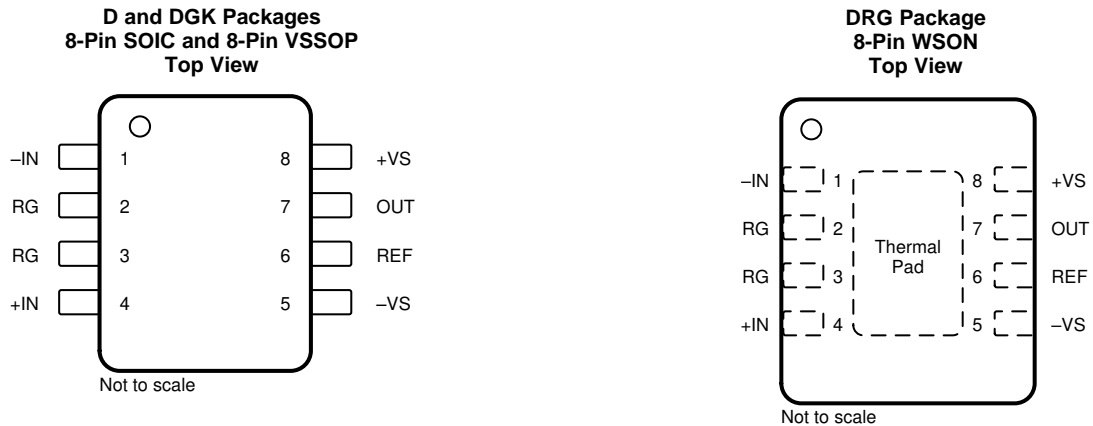 D and DGK Packages
8-Pin SOIC and 8-Pin VSSOP
Top View
–IN 1 8 +VS
RG 2 7 OUT
RG 3 6 REF
+IN 4 5 –VS
Not to scale
DRG Package
8-Pin WSON
Top View
–IN 1 8 +VS
RG 2 7 OUT
Thermal
Pad
RG 3 6 REF
+IN 4 5 –VS
Not to scale